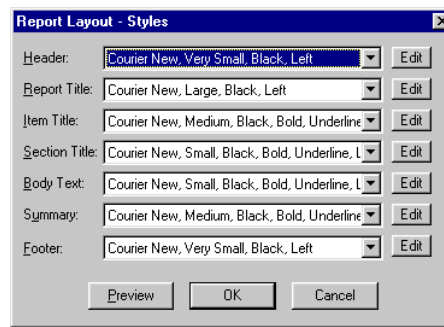 Report Layout - Styles
Header: Courier New, Very Small, Black, Left Edit
Report Title: Courier New, Large, Black, Left Edit
Item Title: Courier New, Medium, Black, Bold, Underline Edit
Section Title: Courier New, Small, Black, Bold, Underline, L Edit
Body Text: Courier New, Small, Black, Bold, Underline, L Edit
Summary: Courier New, Medium, Black, Bold, Underline Edit
Footer: Courier New, Very Small, Black, Left Edit
Preview OK Cancel